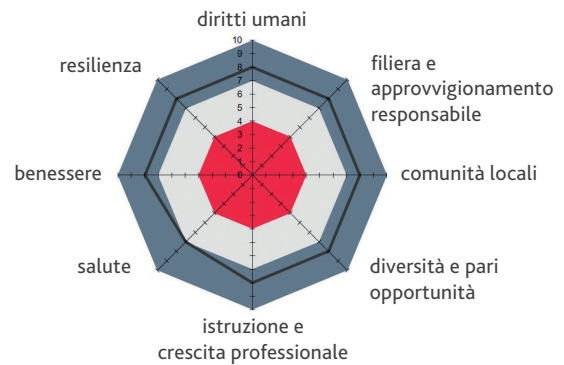 diritti umani
10
9
8
7
6
5
4
3
2
1
0
filiera e
approvvigionamento
responsabile
comunità locali
diversità e pari
opportunità
istruzione e
crescita professionale
salute
benessere
resilienza